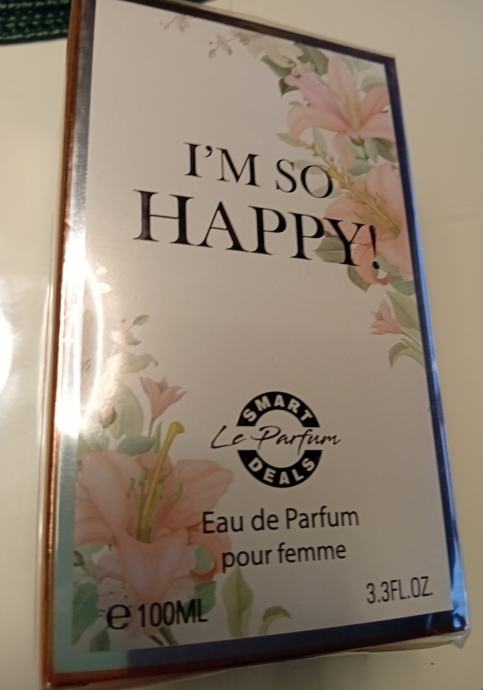 I'M SO
HAPPY!
SMART
Le Parfum
DEALS
Eau de Parfum
pour femme
3.3FL.OZ.
℮100ML